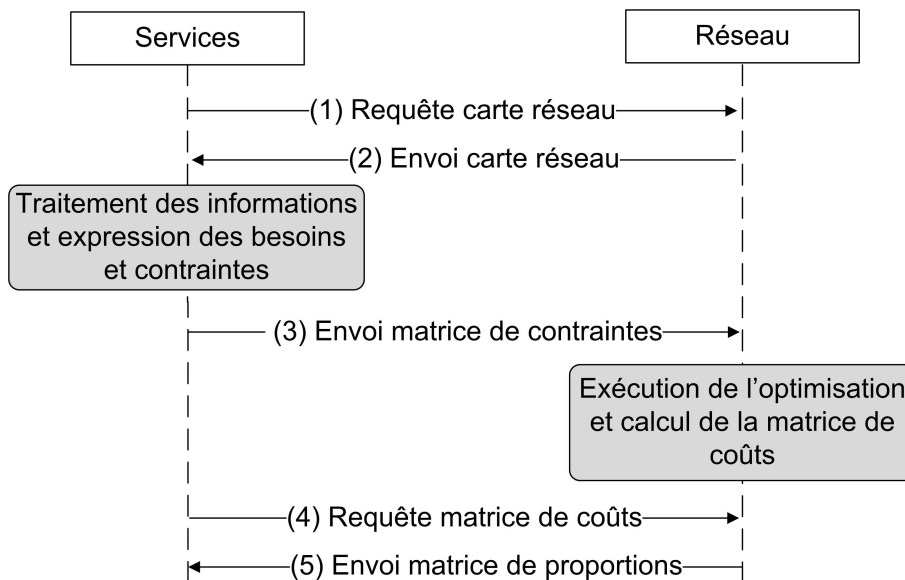 Services
Réseau
(1) Requête carte réseau
(2) Envoi carte réseau
Traitement des informations
et expression des besoins
et contraintes
(3) Envoi matrice de contraintes
Exécution de l’optimisation
et calcul de la matrice de
coûts
(4) Requête matrice de coûts
(5) Envoi matrice de proportions